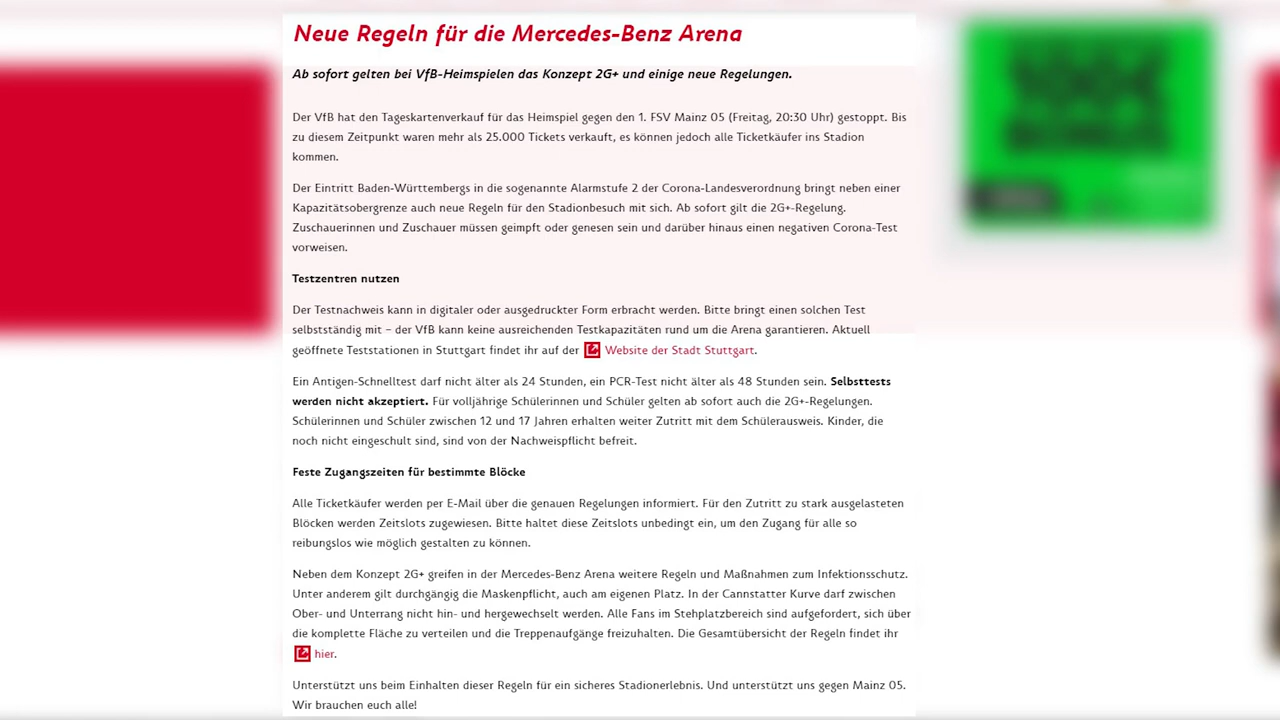 Neue Regeln für die Mercedes-Benz Arena
Ab sofort gelten bei VfB-Heimspielen das Konzept 2G+ und einige neue Regelungen.
Der VfB hat den Tageskartenverkauf für das Heimspiel gegen den 1. FSV Mainz 05 (Freitag, 20:30 Uhr) gestoppt. Bis
zu diesem Zeitpunkt waren mehr als 25.000 Tickets verkauft, es können jedoch alle Ticketkäufer ins Stadion
kommen.
Der Eintritt Baden-Württembergs in die sogenannte Alarmstufe 2 der Corona-Landesverordnung bringt neben einer
Kapazitätsobergrenze auch neue Regeln für den Stadionbesuch mit sich. Ab sofort gilt die 2G+-Regelung.
Zuschauerinnen und Zuschauer müssen geimpft oder genesen sein und darüber hinaus einen negativen Corona-Test
vorweisen.
Testzentren nutzen
Der Testnachweis kann in digitaler oder ausgedruckter Form erbracht werden. Bitte bringt einen solchen Test
selbstständig mit – der VfB kann keine ausreichenden Testkapazitäten rund um die Arena garantieren. Aktuell
geöffnete Teststationen in Stuttgart findet ihr auf der Website der Stadt Stuttgart.
Ein Antigen-Schnelltest darf nicht älter als 24 Stunden, ein PCR-Test nicht älter als 48 Stunden sein. Selbsttests
werden nicht akzeptiert. Für volljährige Schülerinnen und Schüler gelten ab sofort auch die 2G+-Regelungen.
Schülerinnen und Schüler zwischen 12 und 17 Jahren erhalten weiter Zutritt mit dem Schülerausweis. Kinder, die
noch nicht eingeschult sind, sind von der Nachweispflicht befreit.
Feste Zugangszeiten für bestimmte Blöcke
Alle Ticketkäufer werden per E-Mail über die genauen Regelungen informiert. Für den Zutritt zu stark ausgelasteten
Blöcken werden Zeitslots zugewiesen. Bitte haltet diese Zeitslots unbedingt ein, um den Zugang für alle so
reibungslos wie möglich gestalten zu können.
Neben dem Konzept 2G+ greifen in der Mercedes-Benz Arena weitere Regeln und Maßnahmen zum Infektionsschutz.
Unter anderem gilt durchgängig die Maskenpflicht, auch am eigenen Platz. In der Cannstatter Kurve darf zwischen
Ober- und Unterrang nicht hin- und hergewechselt werden. Alle Fans im Stehplatzbereich sind aufgefordert, sich über
die komplette Fläche zu verteilen und die Treppenaufgänge freizuhalten. Die Gesamtübersicht der Regeln findet ihr
hier.
Unterstützt uns beim Einhalten dieser Regeln für ein sicheres Stadionerlebnis. Und unterstützt uns gegen Mainz 05.
Wir brauchen euch alle!